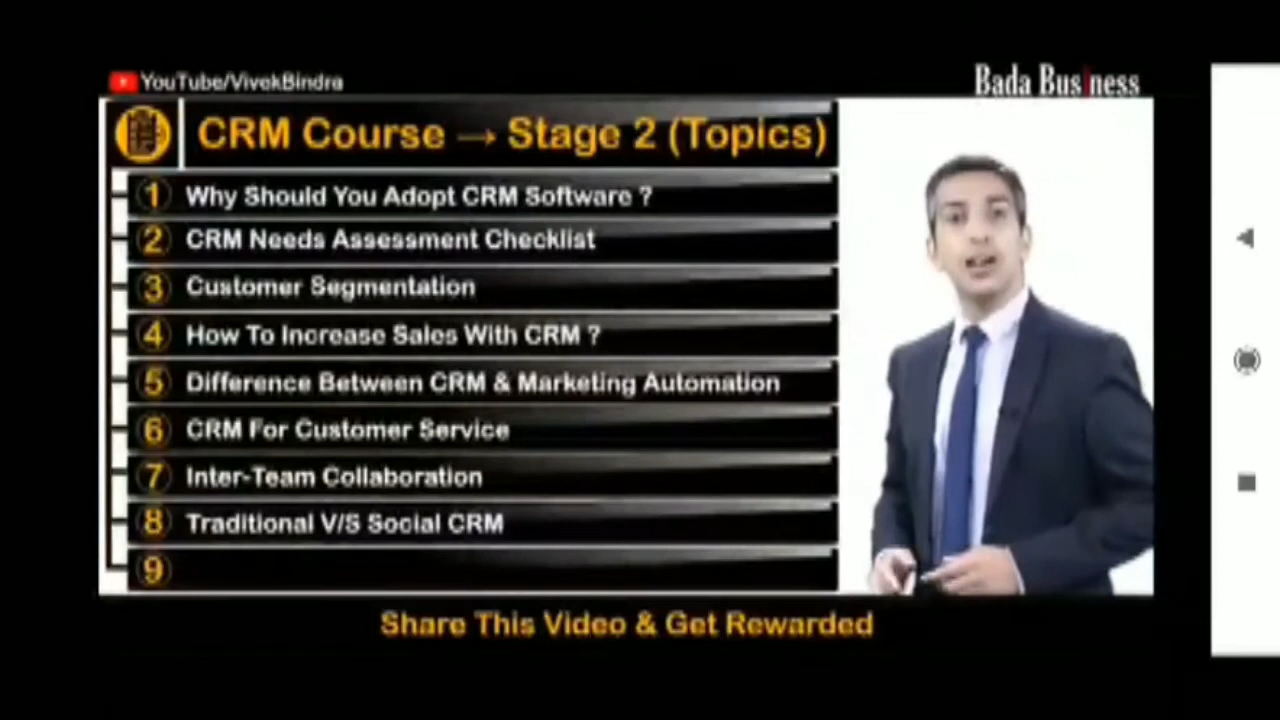 YouTube/VivekBindra
Bada Business
CRM Course → Stage 2 (Topics)
1 Why Should You Adopt CRM Software ?
2 CRM Needs Assessment Checklist
3 Customer Segmentation
4 How To Increase Sales With CRM ?
5 Difference Between CRM & Marketing Automation
6 CRM For Customer Service
7 Inter-Team Collaboration
8 Traditional V/S Social CRM
9
Share This Video & Get Rewarded